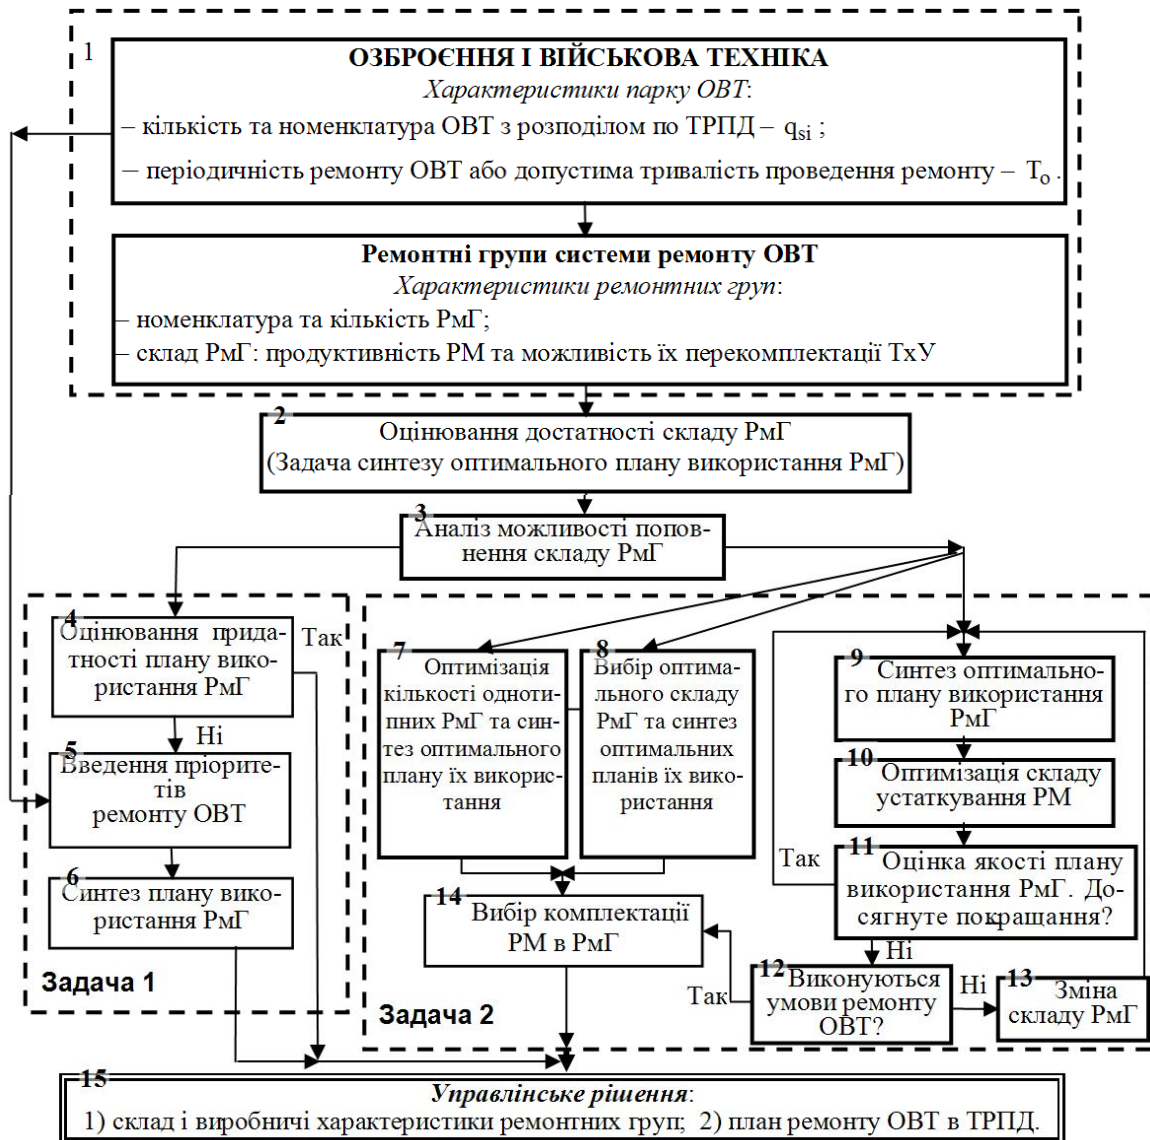 1
ОЗБРОЄННЯ І ВІЙСЬКОВА ТЕХНІКА
Характеристики парку ОВТ:
– кількість та номенклатура ОВТ з розподілом по ТРПД – qsi ;
– періодичність ремонту ОВТ або допустима тривалість проведення ремонту – To .
Ремонтні групи системи ремонту ОВТ
Характеристики ремонтних груп:
– номенклатура та кількість РмГ;
– склад РмГ: продуктивність РМ та можливість їх перекомплектації ТхУ
2
Оцінювання достатності складу РмГ
(Задача синтезу оптимального плану використання РмГ)
3
Аналіз можливості попов-
нення складу РмГ
4
Оцінювання прида-
тності плану вико-
ристання РмГ
Так
Ні
5
Введення пріорите-
тів
ремонту ОВТ
6
Синтез плану вико-
ристання РмГ
Задача 1
7
Оптимізація
кількості одноти-
пних РмГ та син-
тез оптимального
плану їх викорис-
тання
8
Вибір оптима-
льного складу
РмГ та синтез
оптимальних
планів їх вико-
ристання
9
Синтез оптимально-
го плану використання
РмГ
10
Оптимізація складу
устаткування РМ
Так
11
Оцінка якості плану
використання РмГ. До-
сягнуте покращання?
Ні
14
Вибір комплектації
РМ в РмГ
Так
12
Виконуються
умови ремонту
ОВТ?
Ні
13
Зміна
складу РмГ
Задача 2
15
Управлінське рішення:
1) склад і виробничі характеристики ремонтних груп; 2) план ремонту ОВТ в ТРПД.